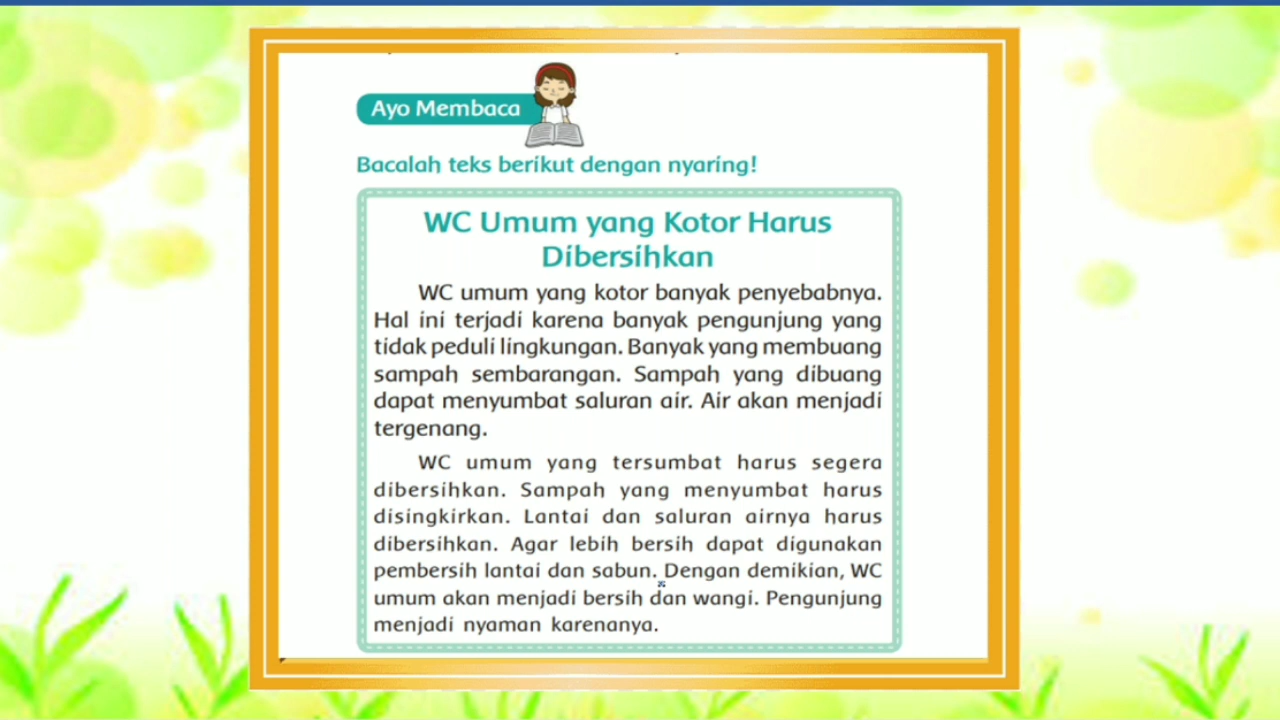 Ayo Membaca
Bacalah teks berikut dengan nyaring!
WC Umum yang Kotor Harus
Dibersihkan
WC umum yang kotor banyak penyebabnya.
Hal ini terjadi karena banyak pengunjung yang
tidak peduli lingkungan. Banyak yang membuang
sampah sembarangan. Sampah yang dibuang
dapat menyumbat saluran air. Air akan menjadi
tergenang.
WC umum yang tersumbat harus segera
dibersihkan. Sampah yang menyumbat harus
disingkirkan. Lantai dan saluran airnya harus
dibersihkan. Agar lebih bersih dapat digunakan
pembersih lantai dan sabun. Dengan demikian, WC
umum akan menjadi bersih dan wangi. Pengunjung
menjadi nyaman karenanya.